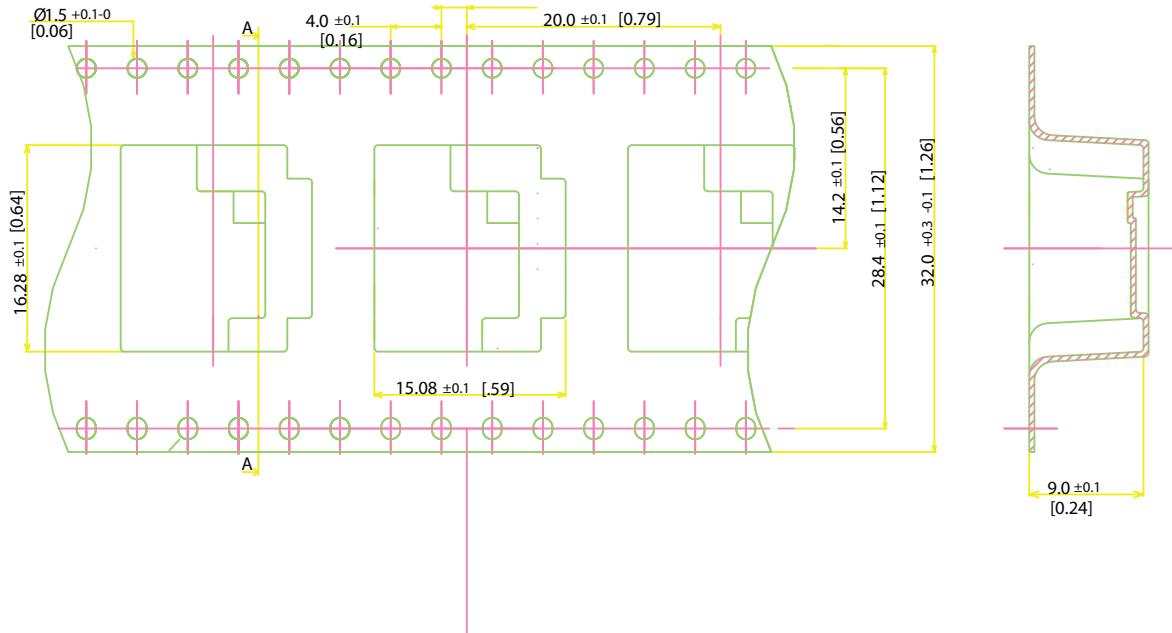 Ø1.5 +0.1-0
[0.06]
A
4.0 ±0.1
[0.16]
20.0 ±0.1 [0.79]
16.28 ±0.1 [0.64]
14.2 ±0.1 [0.56]
28.4 ±0.1 [1.12]
32.0 +0.3 -0.1 [1.26]
15.08 ±0.1 [.59]
A
9.0 ±0.1
[0.24]